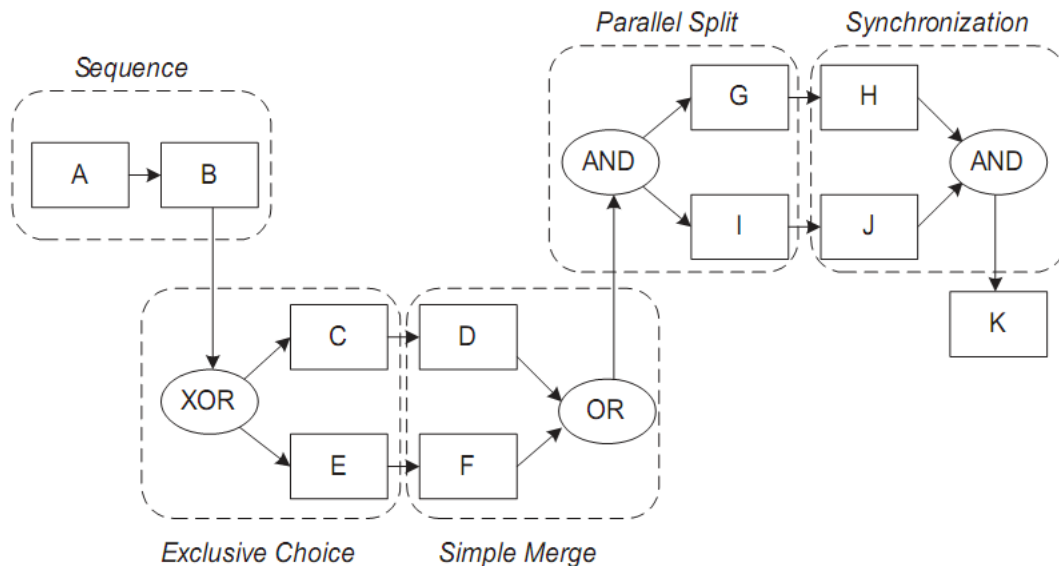 Parallel Split
Synchronization
Sequence
G
H
A
B
AND
AND
I
J
C
D
K
XOR
OR
E
F
Exclusive Choice
Simple Merge